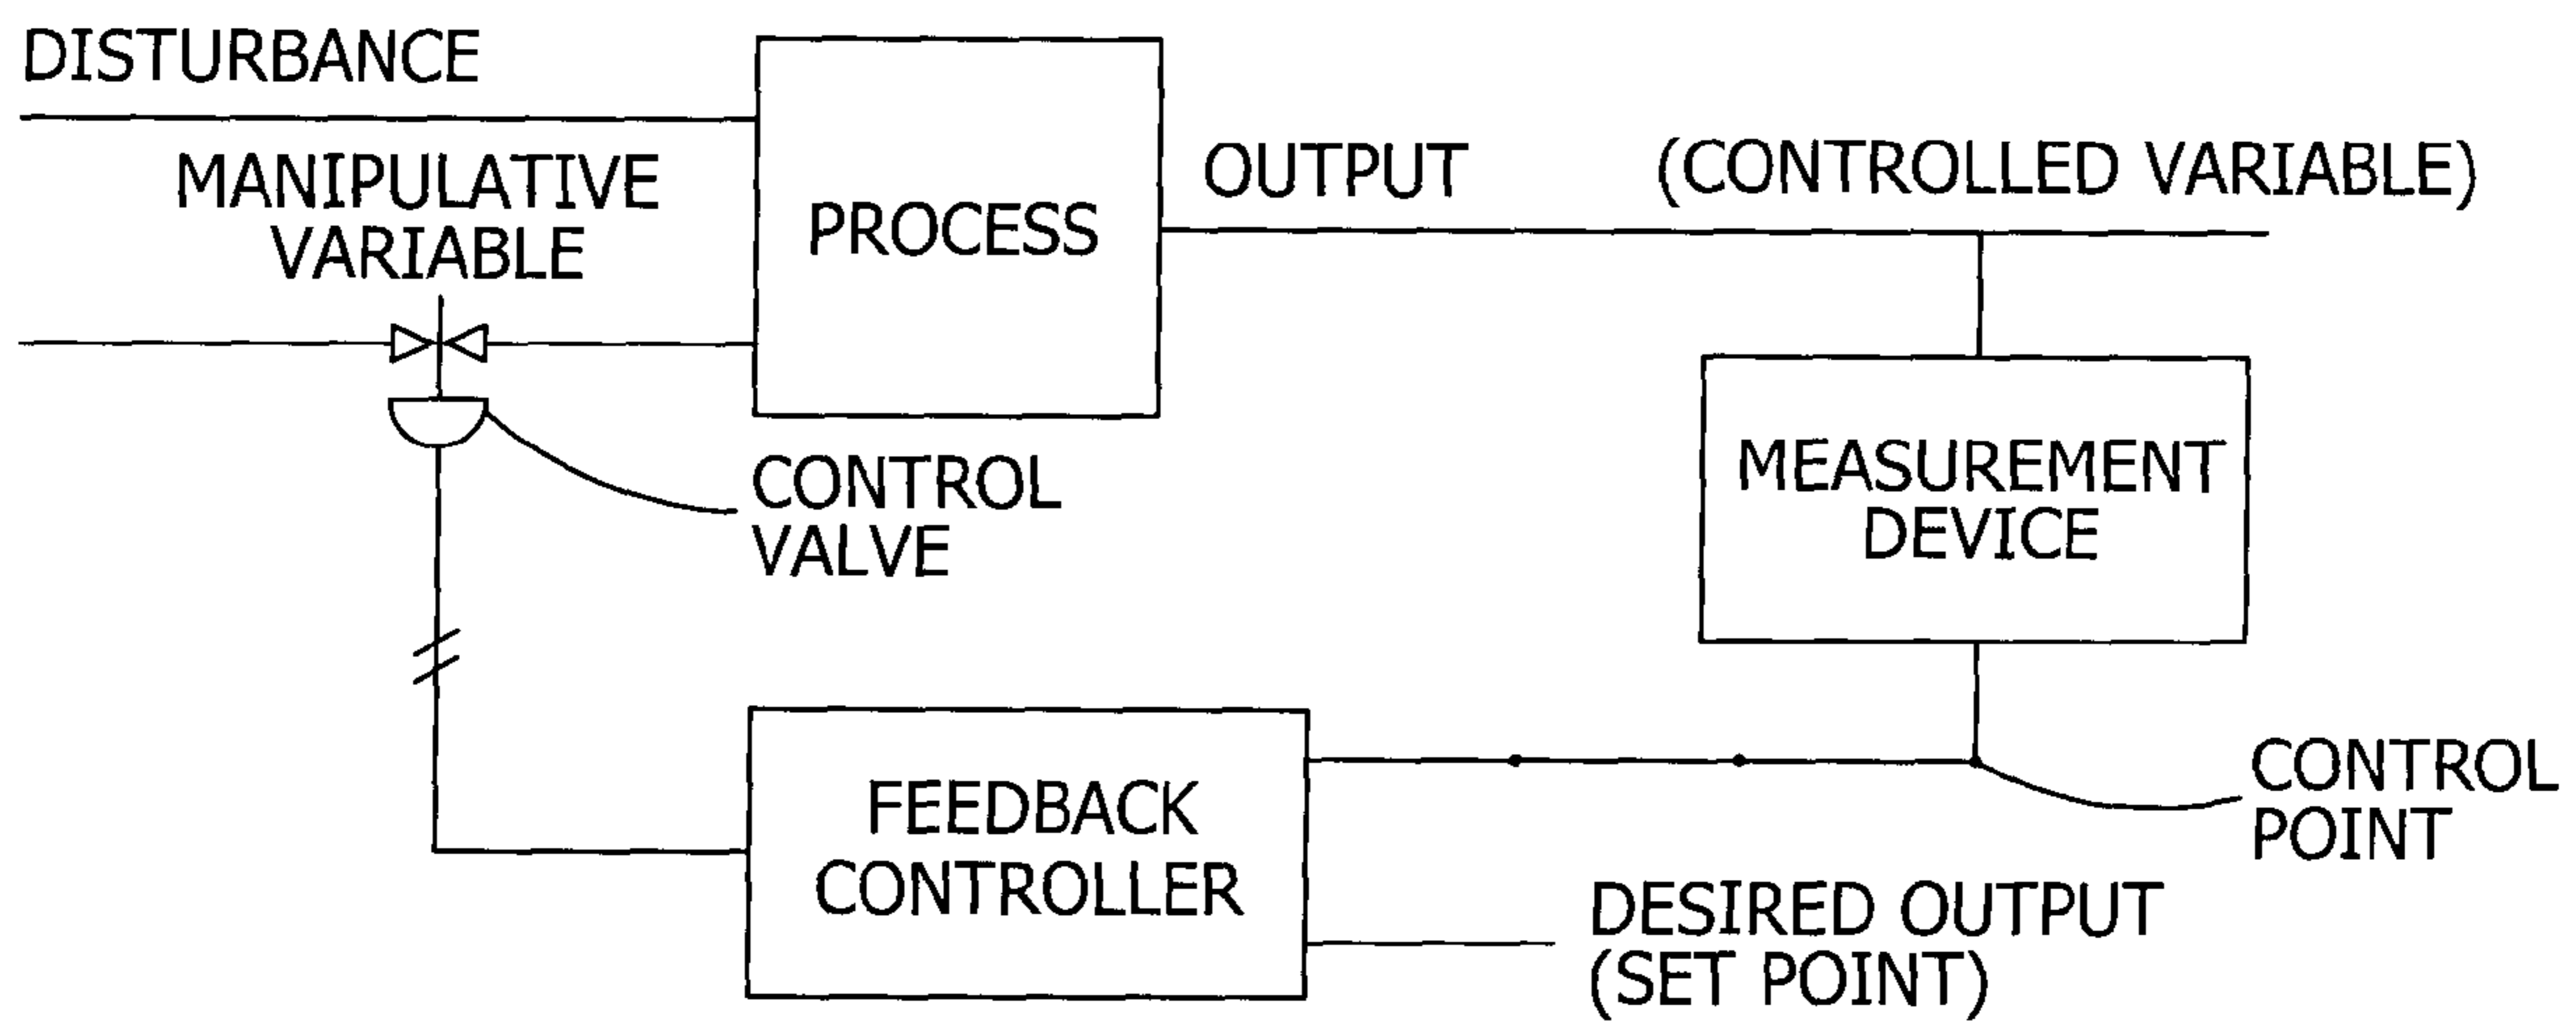 DISTURBANCE
MANIPULATIVE
VARIABLE
PROCESS
OUTPUT
(CONTROLLED VARIABLE)
CONTROL
VALVE
MEASUREMENT
DEVICE
FEEDBACK
CONTROLLER
CONTROL
POINT
DESIRED OUTPUT
(SET POINT)